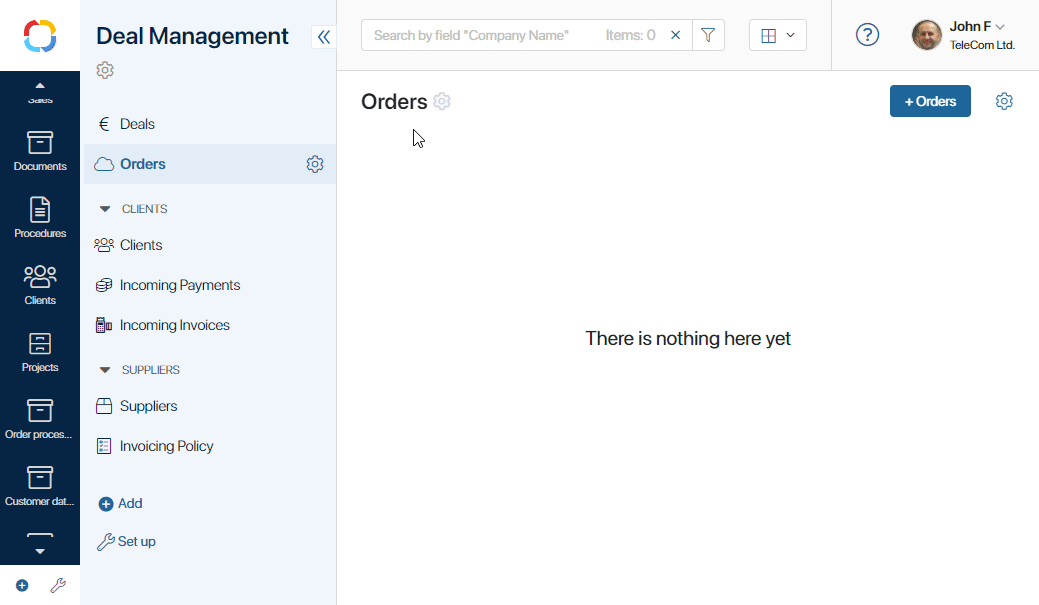 Sales
Documents
Procedures
Clients
Projects
Order proces...
Customer dat...
Deal Management
Deals
Orders
CLIENTS
Clients
Incoming Payments
Incoming Invoices
SUPPLIERS
Suppliers
Invoicing Policy
Add
Set up
Search by field "Company Name" Items: 0
?
John F
TeleCom Ltd.
Orders
+ Orders
There is nothing here yet